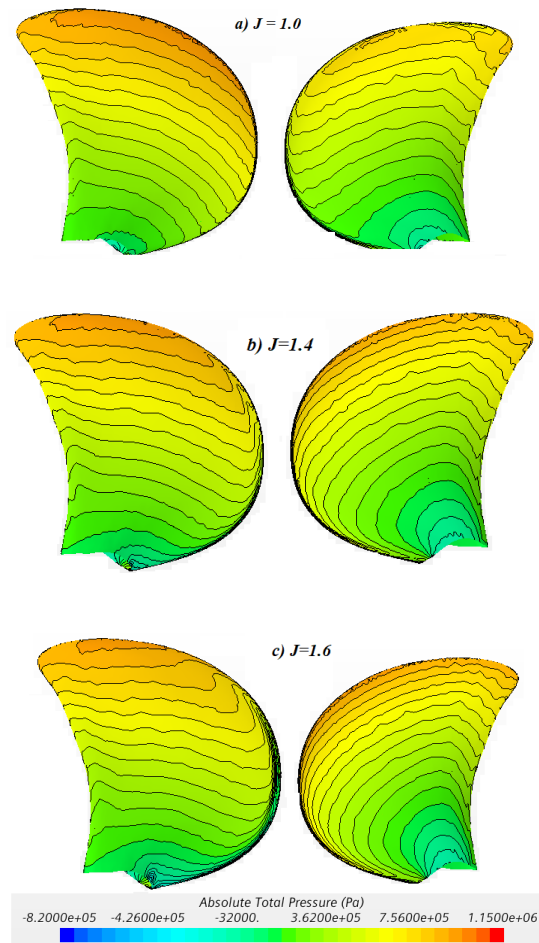 a) J = 1.0
b) J=1.4
c) J=1.6
Absolute Total Pressure (Pa)
-8.2000e+05 -4.2600e+05 -32000. 3.6200e+05 7.5600e+05 1.1500e+06